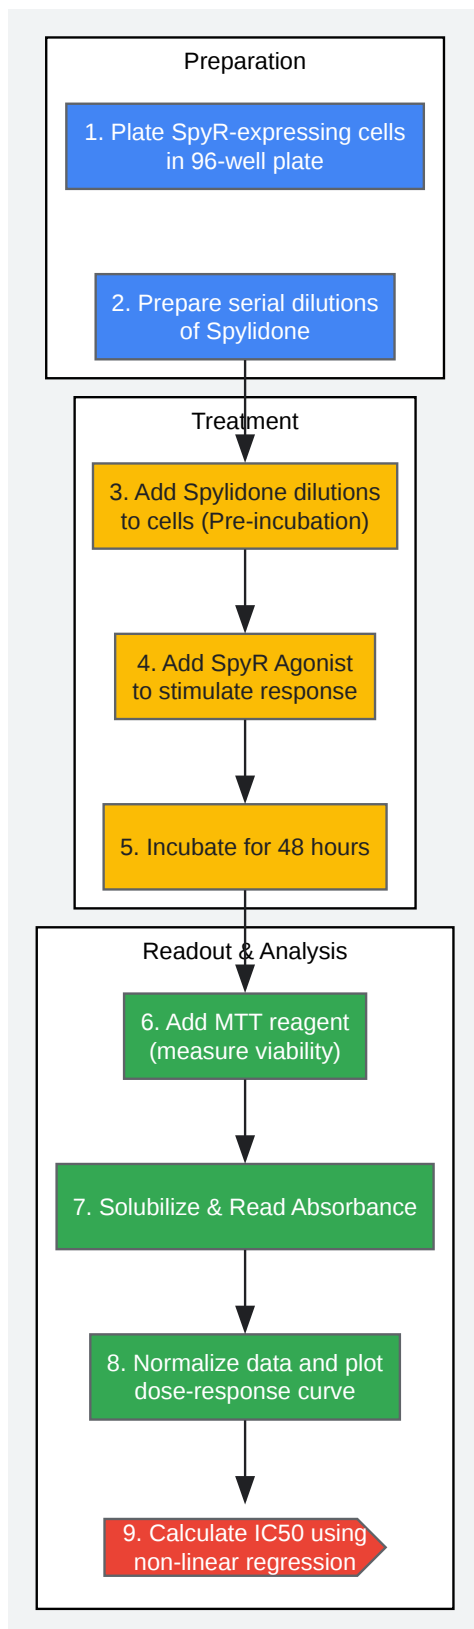 Preparation
1. Plate SpyR-expressing cells
in 96-well plate
2. Prepare serial dilutions
of Spylidone
Treatment
3. Add Spylidone dilutions
to cells (Pre-incubation)
4. Add SpyR Agonist
to stimulate response
5. Incubate for 48 hours
Readout & Analysis
6. Add MTT reagent
(measure viability)
7. Solubilize & Read Absorbance
8. Normalize data and plot
dose-response curve
9. Calculate IC50 using
non-linear regression